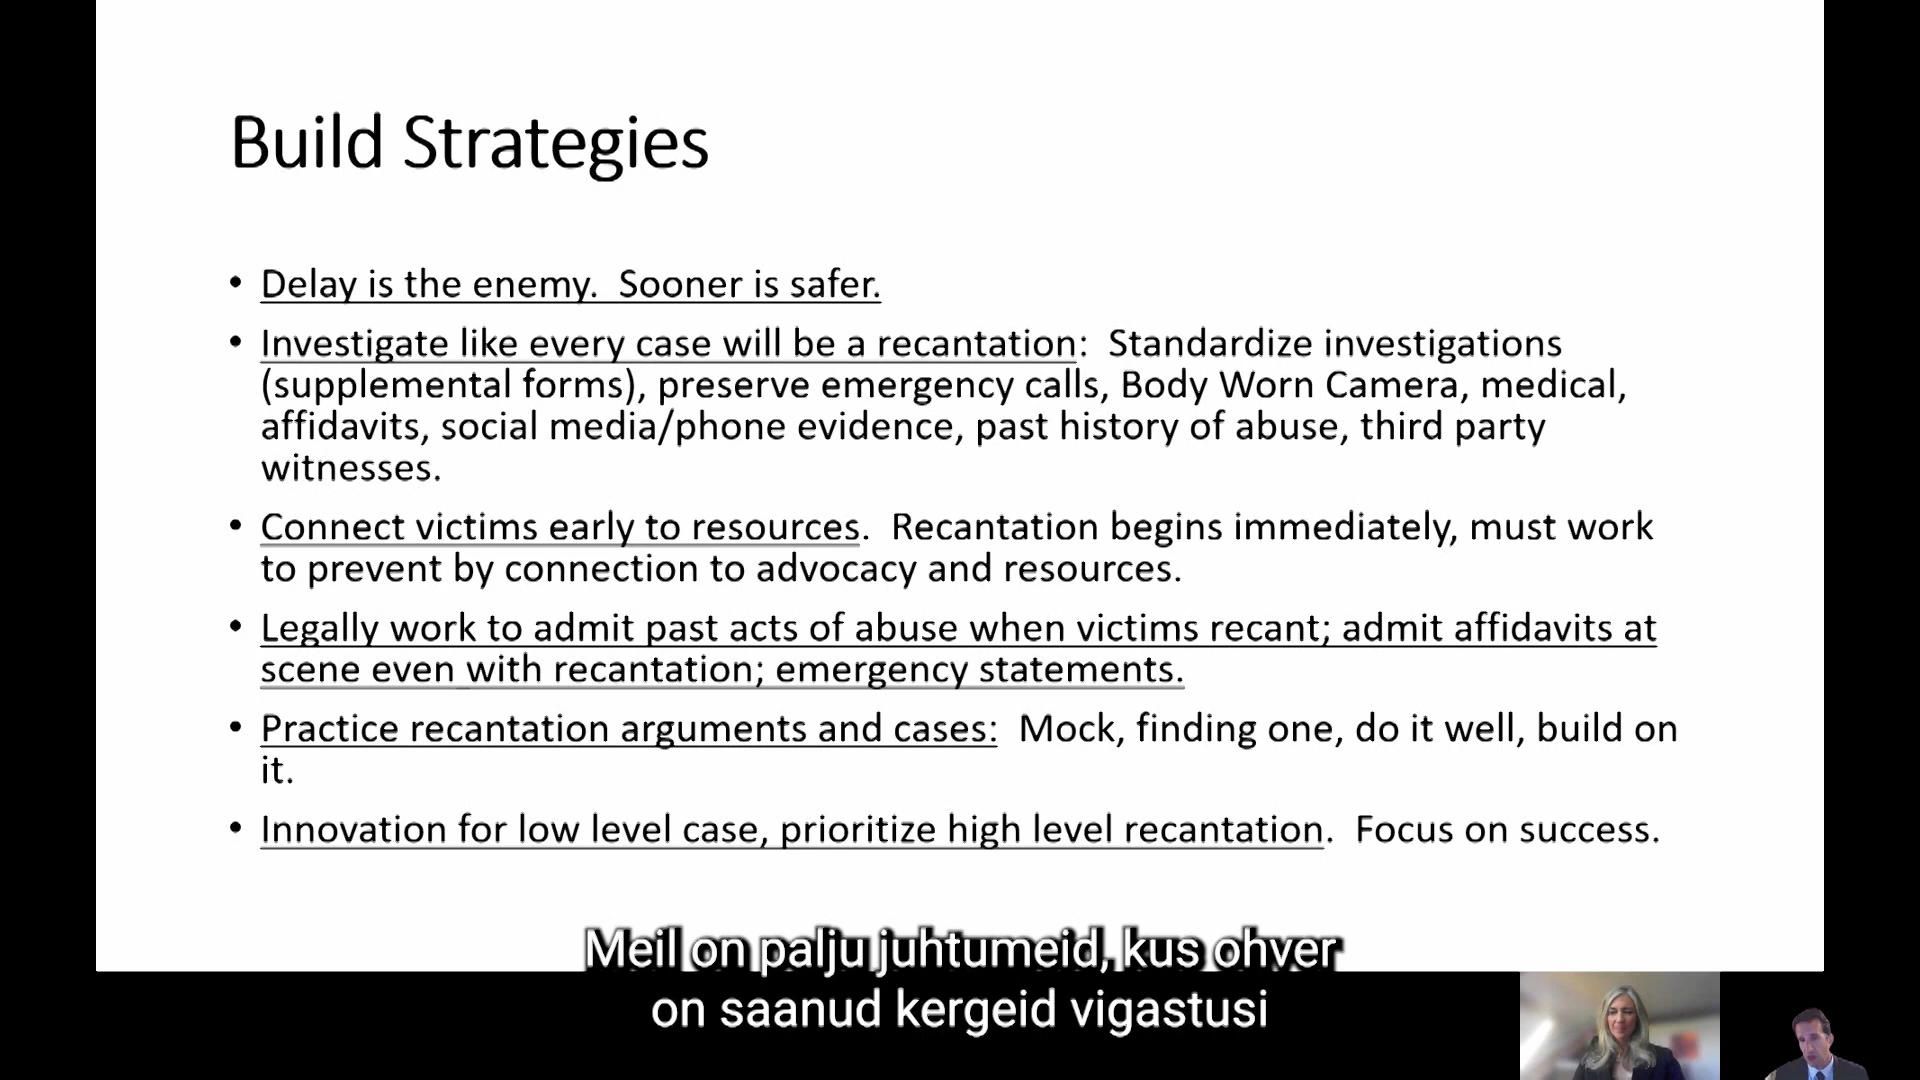 Build Strategies
• Delay is the enemy.  Sooner is safer.
• Investigate like every case will be a recantation:  Standardize investigations
(supplemental forms), preserve emergency calls, Body Worn Camera, medical,
affidavits, social media/phone evidence, past history of abuse, third party
witnesses.
• Connect victims early to resources.  Recantation begins immediately, must work
to prevent by connection to advocacy and resources.
• Legally work to admit past acts of abuse when victims recant; admit affidavits at
scene even with recantation; emergency statements.
• Practice recantation arguments and cases:  Mock, finding one, do it well, build on
it.
• Innovation for low level case, prioritize high level recantation.  Focus on success.
Meil on palju juhtumeid, kus ohver
on saanud kergeid vigastusi